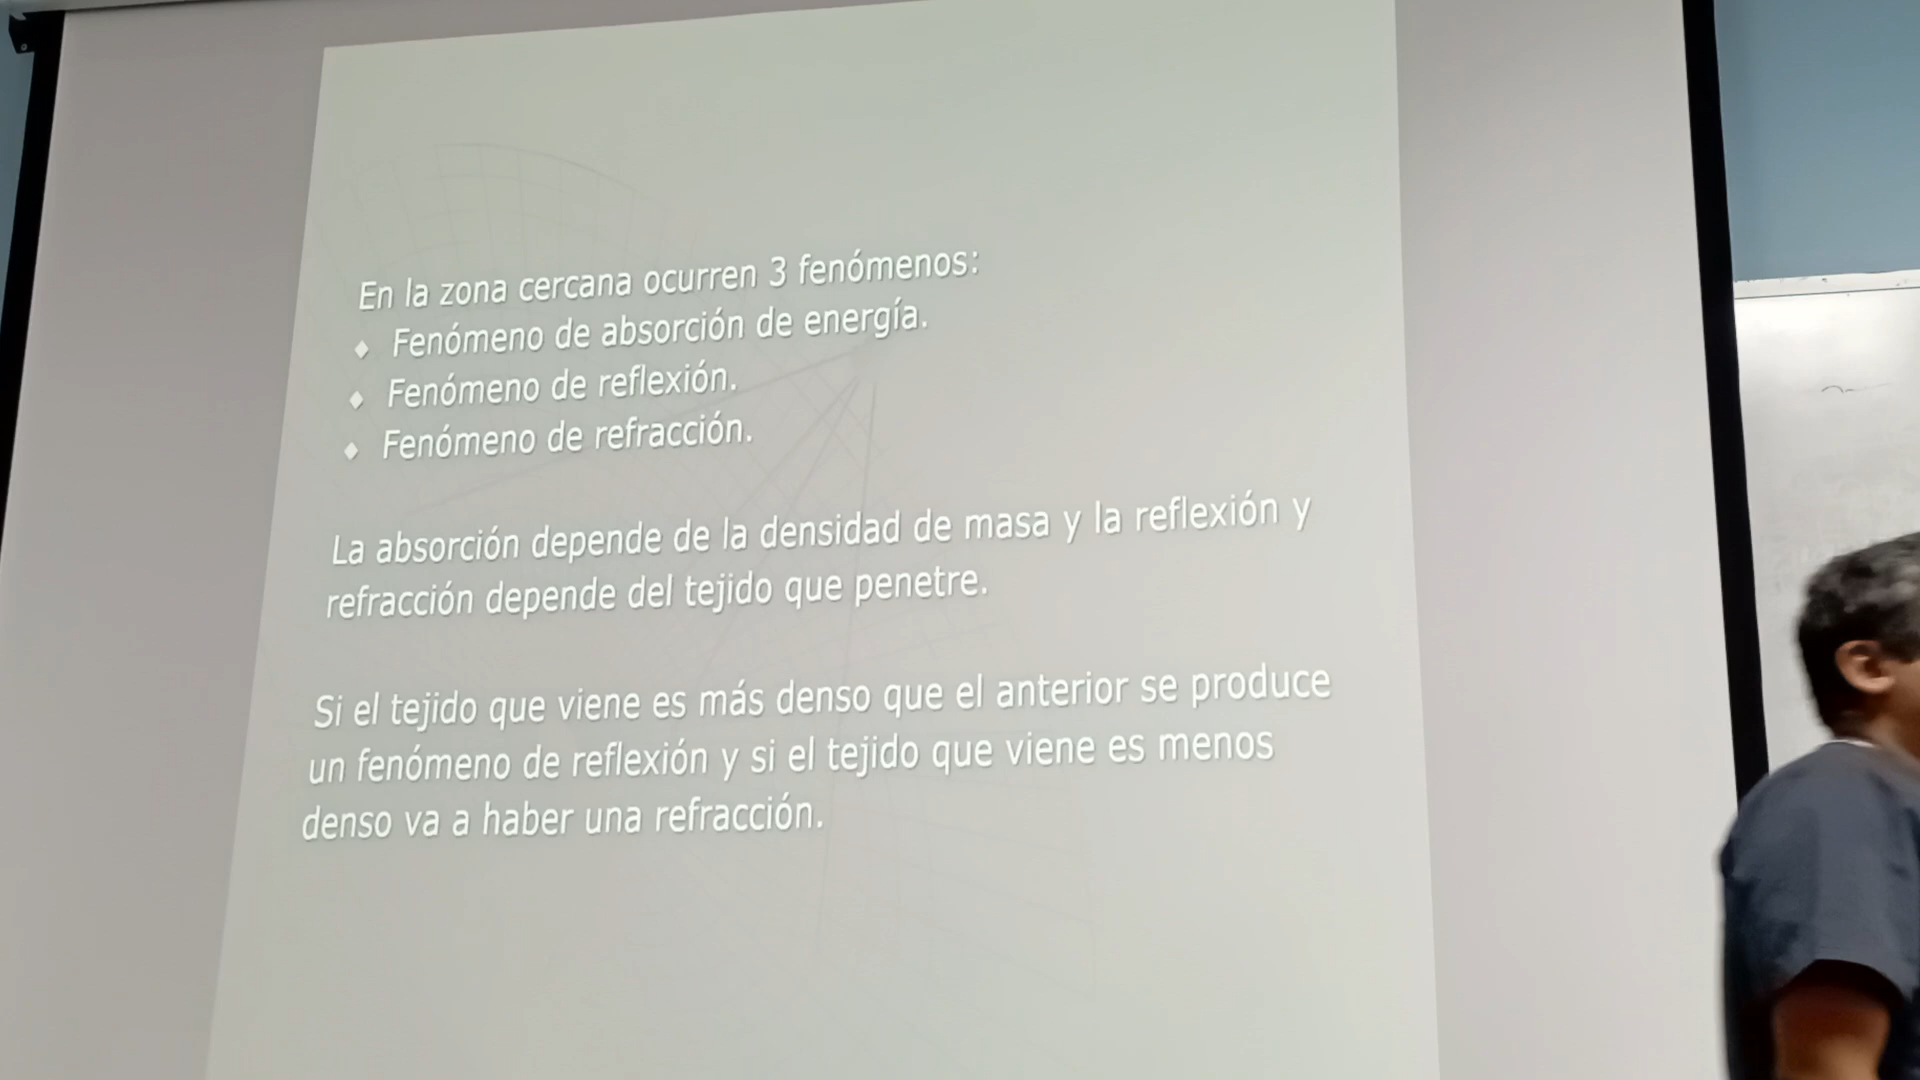 En la zona cercana ocurren 3 fenómenos:
♦ Fenómeno de absorción de energía.
♦ Fenómeno de reflexión.
♦ Fenómeno de refracción.
La absorción depende de la densidad de masa y la reflexión y
refracción depende del tejido que penetre.
Si el tejido que viene es más denso que el anterior se produce
un fenómeno de reflexión y si el tejido que viene es menos
denso va a haber una refracción.